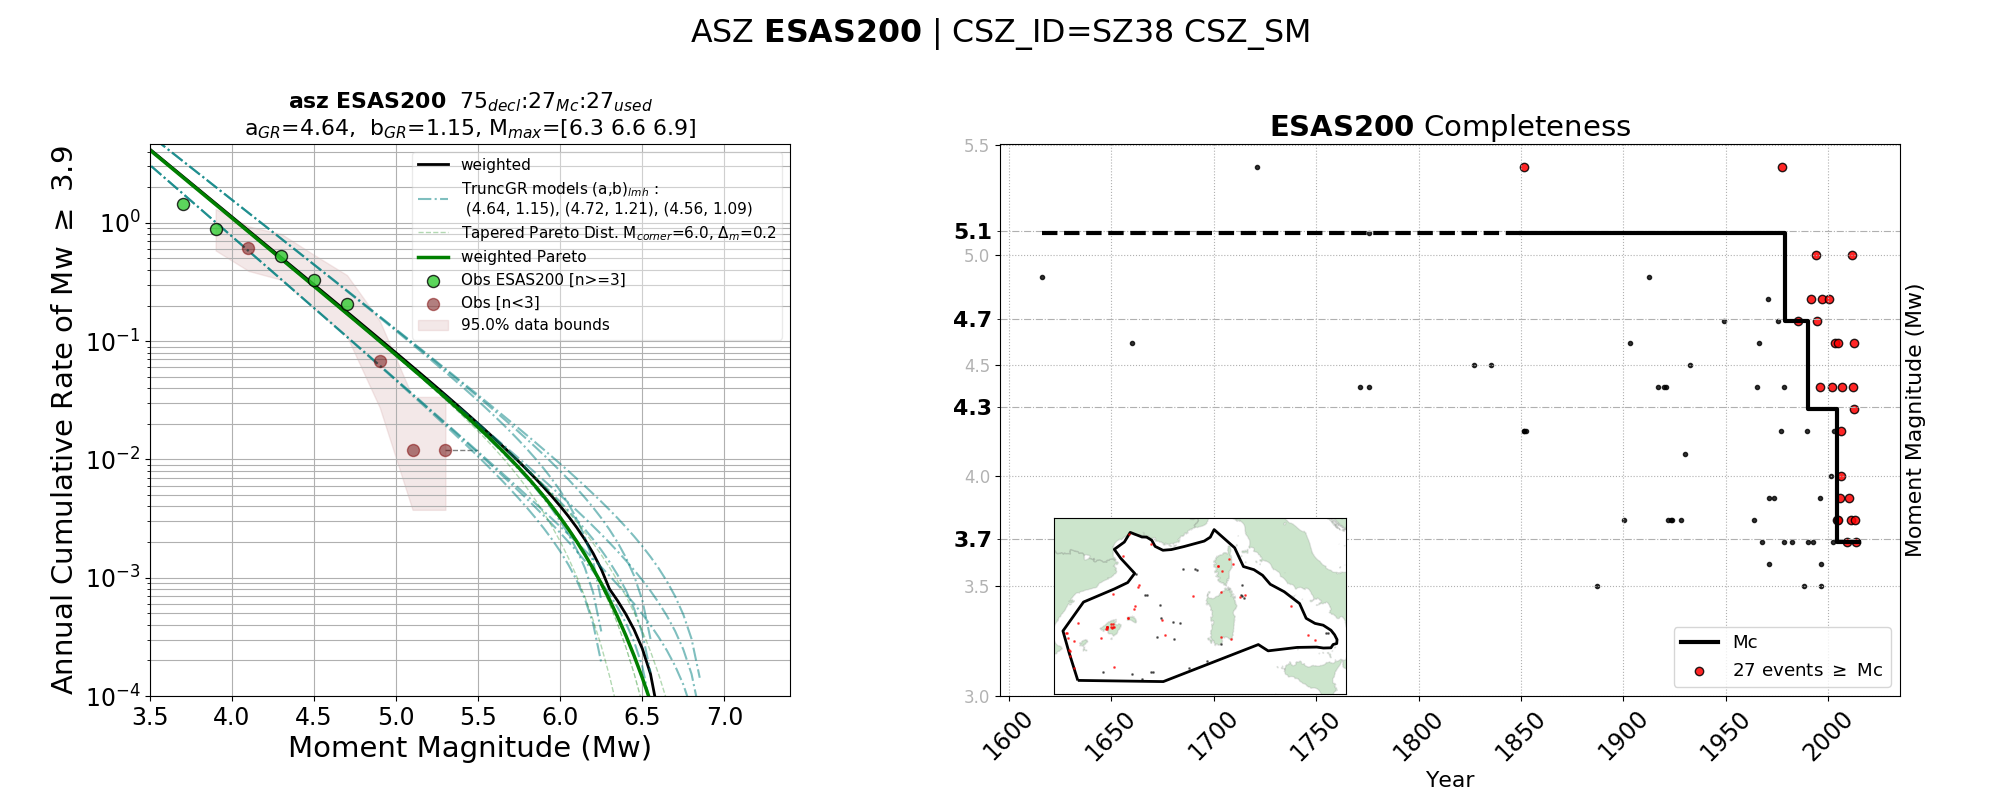 ASZ ESAS200 | CSZ_ID=SZ38 CSZ_SM
asz ESAS200 75decl:27Mc:27used
aGR=4.64, bGR=1.15, Mmax=[6.3 6.6 6.9]
Annual Cumulative Rate of Mw ≥ 3.9
10^0
10^−1
10^−2
10^−3
10^−4
weighted
TruncGR models (a,b)lmh :
(4.64, 1.15), (4.72, 1.21), (4.56, 1.09)
Tapered Pareto Dist. Mcorner=6.0, Δm=0.2
weighted Pareto
Obs ESAS200 [n>=3]
Obs [n<3]
95.0% data bounds
3.5 4.0 4.5 5.0 5.5 6.0 6.5 7.0
Moment Magnitude (Mw)
ESAS200 Completeness
5.5
5.1
5.0
4.7
4.5
4.3
4.0
3.7
3.5
3.0
Moment Magnitude (Mw)
Mc
27 events ≥ Mc
1600 1650 1700 1750 1800 1850 1900 1950 2000
Year